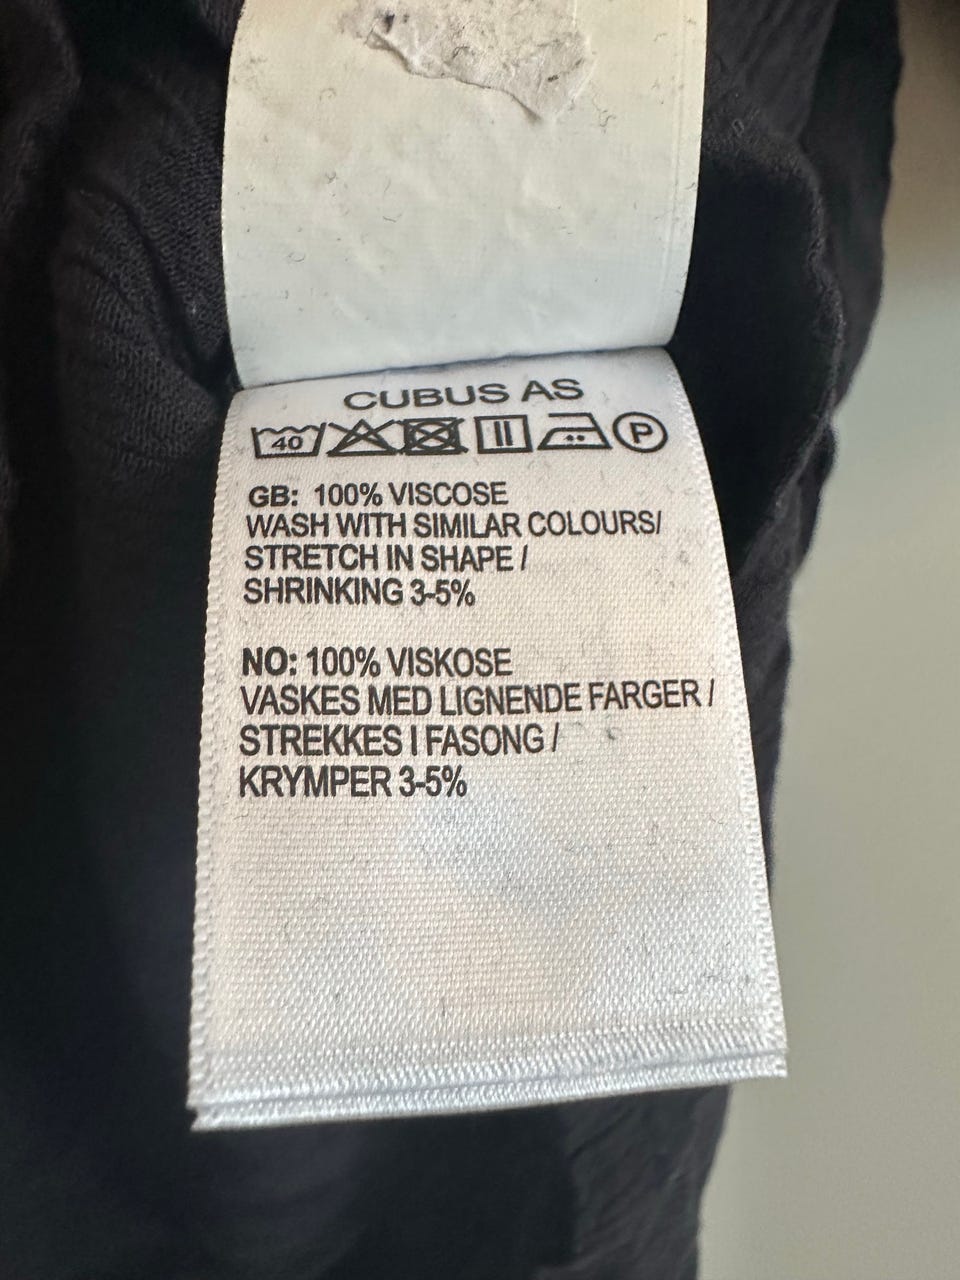 CUBUS AS
40 P
GB: 100% VISCOSE
WASH WITH SIMILAR COLOURS/
STRETCH IN SHAPE /
SHRINKING 3-5%
NO: 100% VISKOSE
VASKES MED LIGNENDE FARGER /
STREKKES I FASONG /
KRYMPER 3-5%